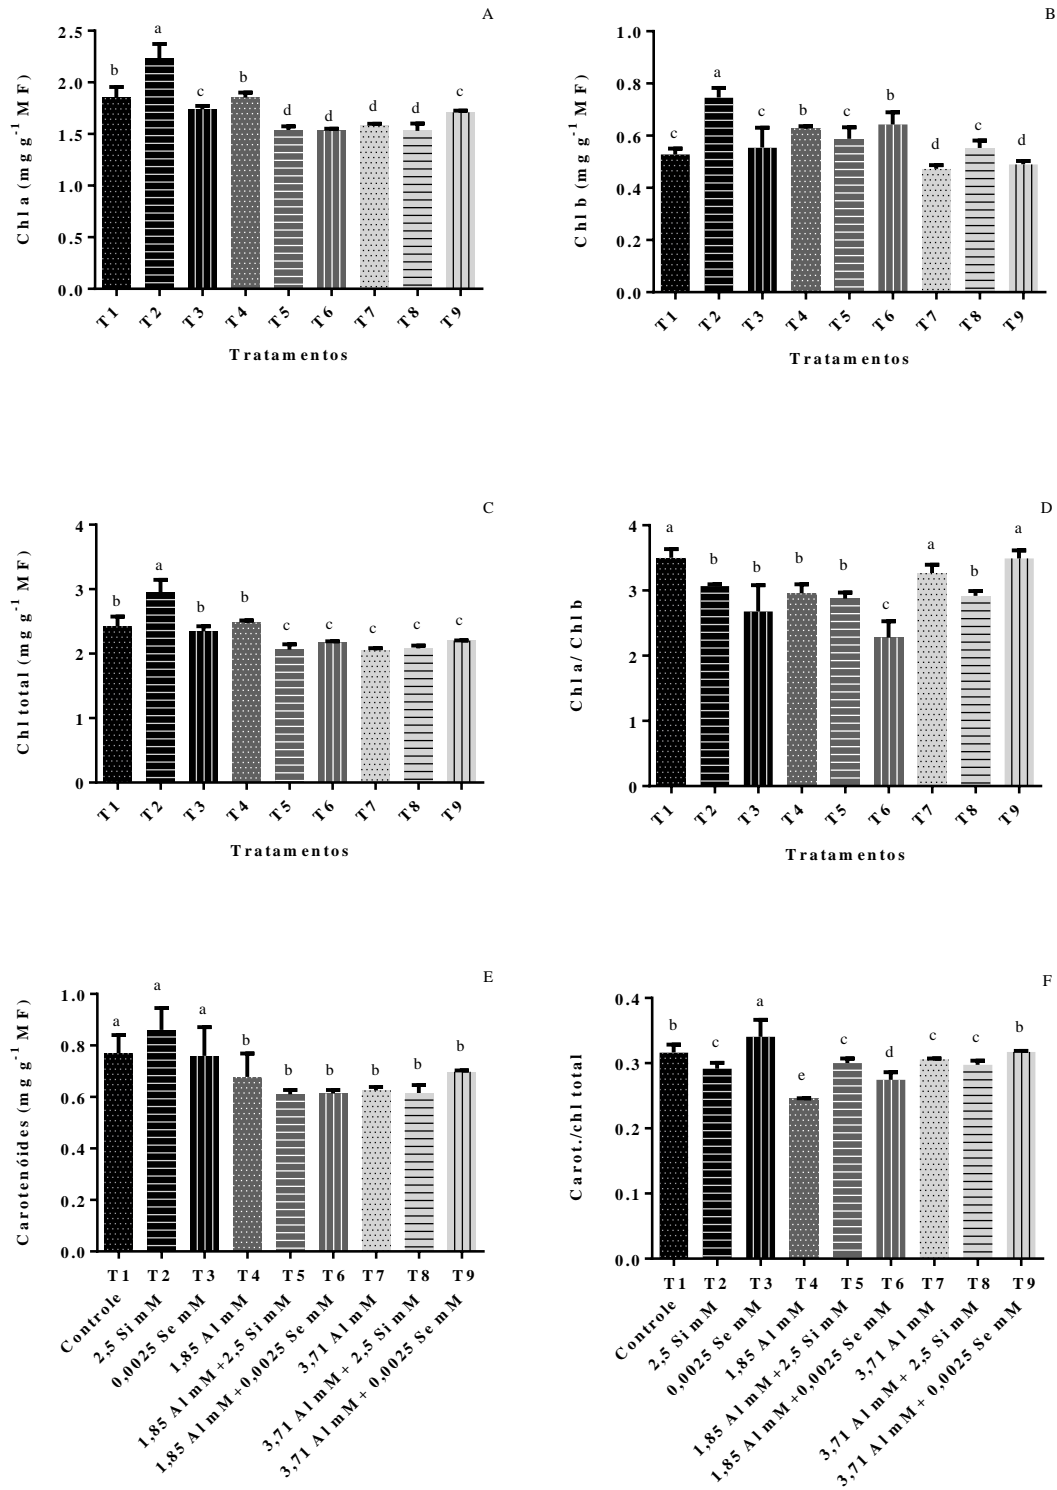 A
Chl a (mg g-1 MF)
2.5
2.0
1.5
1.0
0.5
0.0
b a c b d d d d c
T1 T2 T3 T4 T5 T6 T7 T8 T9
Tratamentos
B
Chl b (mg g-1 MF)
1.0
0.8
0.6
0.4
0.2
0.0
c a c b c b d c d
T1 T2 T3 T4 T5 T6 T7 T8 T9
Tratamentos
C
Chl total (mg g-1 MF)
4
3
2
1
0
b a b b c c c c c
T1 T2 T3 T4 T5 T6 T7 T8 T9
Tratamentos
D
Chl a/ Chl b
4
3
2
1
0
a b b b b c a b a
T1 T2 T3 T4 T5 T6 T7 T8 T9
Tratamentos
E
Carotenóides (mg g-1 MF)
1.0
0.8
0.6
0.4
0.2
0.0
a a a b b b b b b
T1 T2 T3 T4 T5 T6 T7 T8 T9
Controle
2,5 Si mM
0,0025 Se mM
1,85 Al mM
1,85 Al mM+2,5 Si mM
1,85 Al mM+0,0025 Se mM
3,71 Al mM
3,71 Al mM+ 2,5 Si mM
3,71 Al mM+ 0,0025 Se mM
F
Carot./chl total
0.4
0.3
0.2
0.1
0.0
b c a e c d c c b
T1 T2 T3 T4 T5 T6 T7 T8 T9
Controle
2,5 Si mM
0,0025 Se mM
1,85 Al mM
1,85 Al mM+2,5 Si mM
1,85 Al mM+0,0025 Se mM
3,71 Al mM
3,71 Al mM+ 2,5 Si mM
3,71 Al mM+ 0,0025 Se mM